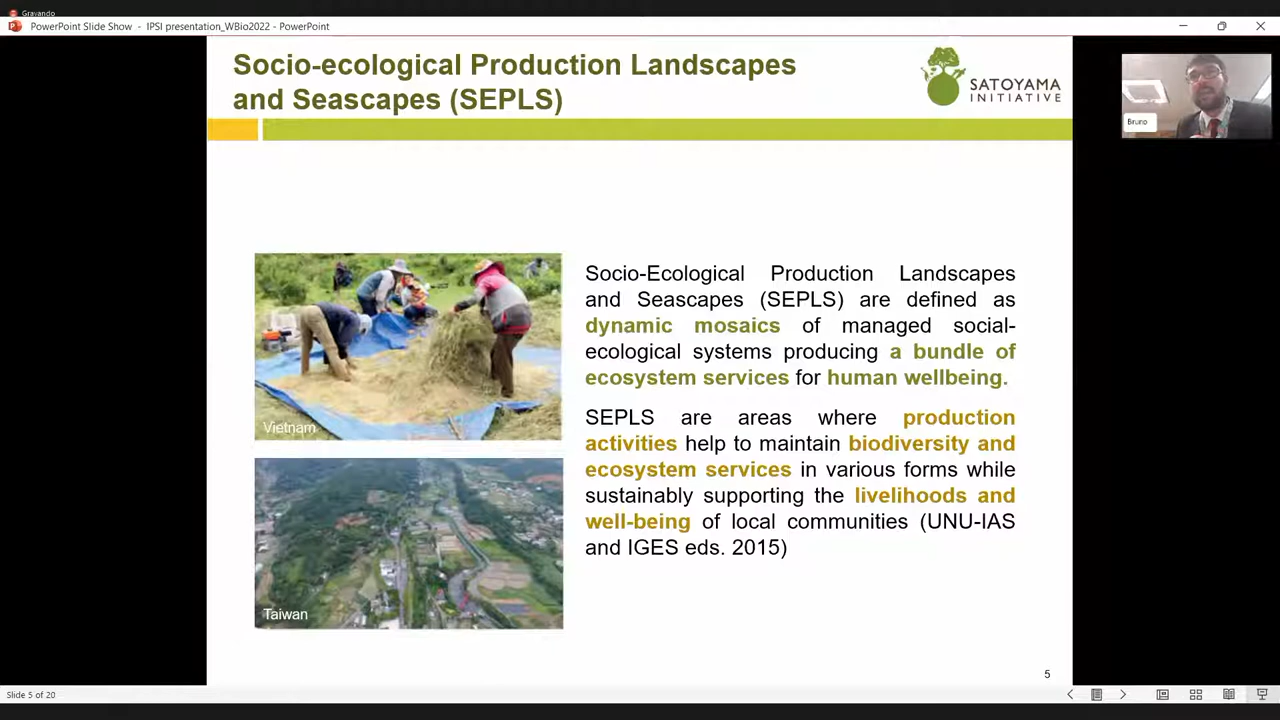 Gravando
PowerPoint Slide Show - IPSI presentation_WBio2022 - PowerPoint
Socio-ecological Production Landscapes
and Seascapes (SEPLS)
SATOYAMA
INITIATIVE
Bruno
Vietnam
Taiwan
Socio-Ecological Production Landscapes
and Seascapes (SEPLS) are defined as
dynamic mosaics of managed social-
ecological systems producing a bundle of
ecosystem services for human wellbeing.
SEPLS are areas where production
activities help to maintain biodiversity and
ecosystem services in various forms while
sustainably supporting the livelihoods and
well-being of local communities (UNU-IAS
and IGES eds. 2015)
5
Slide 5 of 20